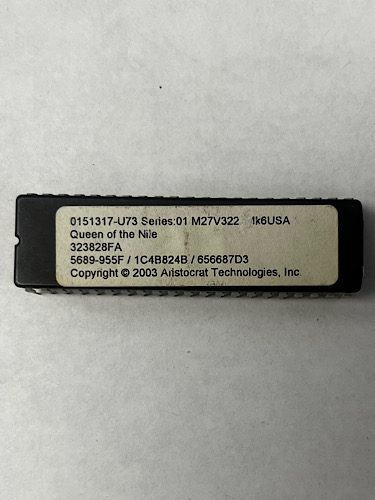 0151317-U73 Series:01 M27V322 1k6USA
Queen of the Nile
323828FA
5689-955F / 1C4B824B / 656687D3
Copyright © 2003 Aristocrat Technologies, Inc.